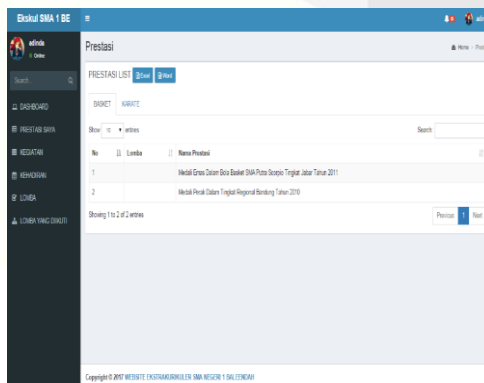 Ekskul SMA 1 BE
adinda
Online
Search
DASHBOARD
PRESTASI SAYA
KEGIATAN
KEHADIRAN
LOMBA
LOMBA YANG DIIKUTI
Prestasi
Home
PRESTASI LIST Excel Word
BASKET KARATE
Show entries
Search:
No Lomba Nama Prestasi
1 Medali Emas Dalam Bola Basket SMA Putra Scorpio Tingkat Jabar Tahun 2011
2 Medali Perak Dalam Tingkat Regional Bandung Tahun 2010
Showing 1 to 2 of 2 entries
Previous 1 Next
Copyright © 2017 WEBSITE EKSTRAKURIKULER SMA NEGERI 1 BALEENDAH